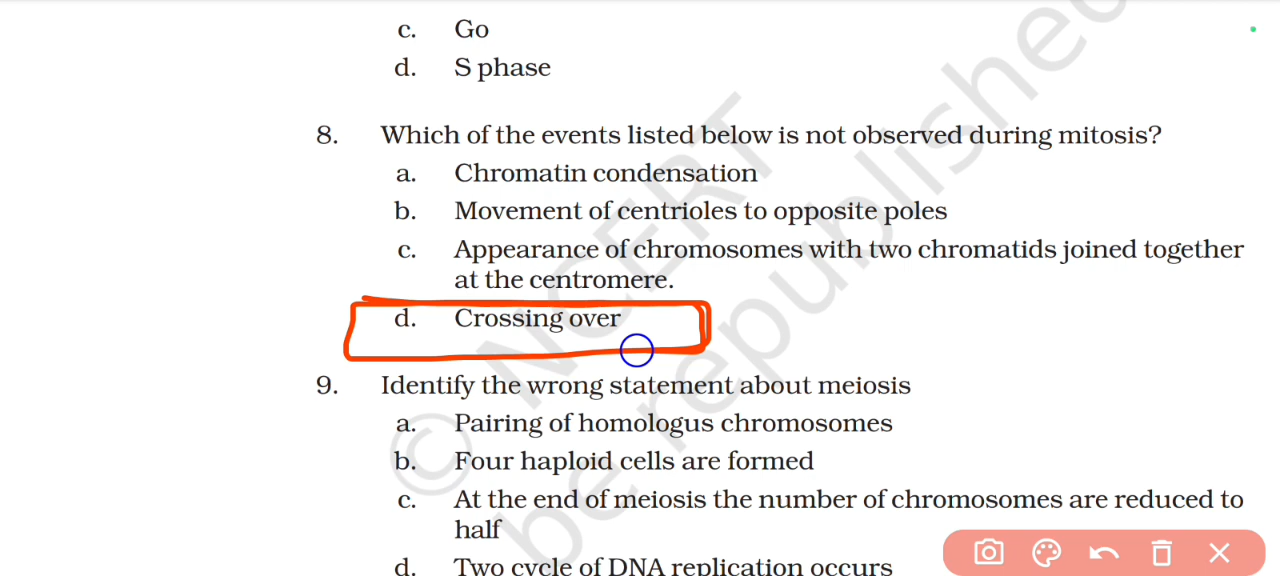 c. Go
d. S phase
8. Which of the events listed below is not observed during mitosis?
a. Chromatin condensation
b. Movement of centrioles to opposite poles
c. Appearance of chromosomes with two chromatids joined together
at the centromere.
d. Crossing over
9. Identify the wrong statement about meiosis
a. Pairing of homologus chromosomes
b. Four haploid cells are formed
c. At the end of meiosis the number of chromosomes are reduced to
half
d. Two cycle of DNA replication occurs
© NCERT
be republished